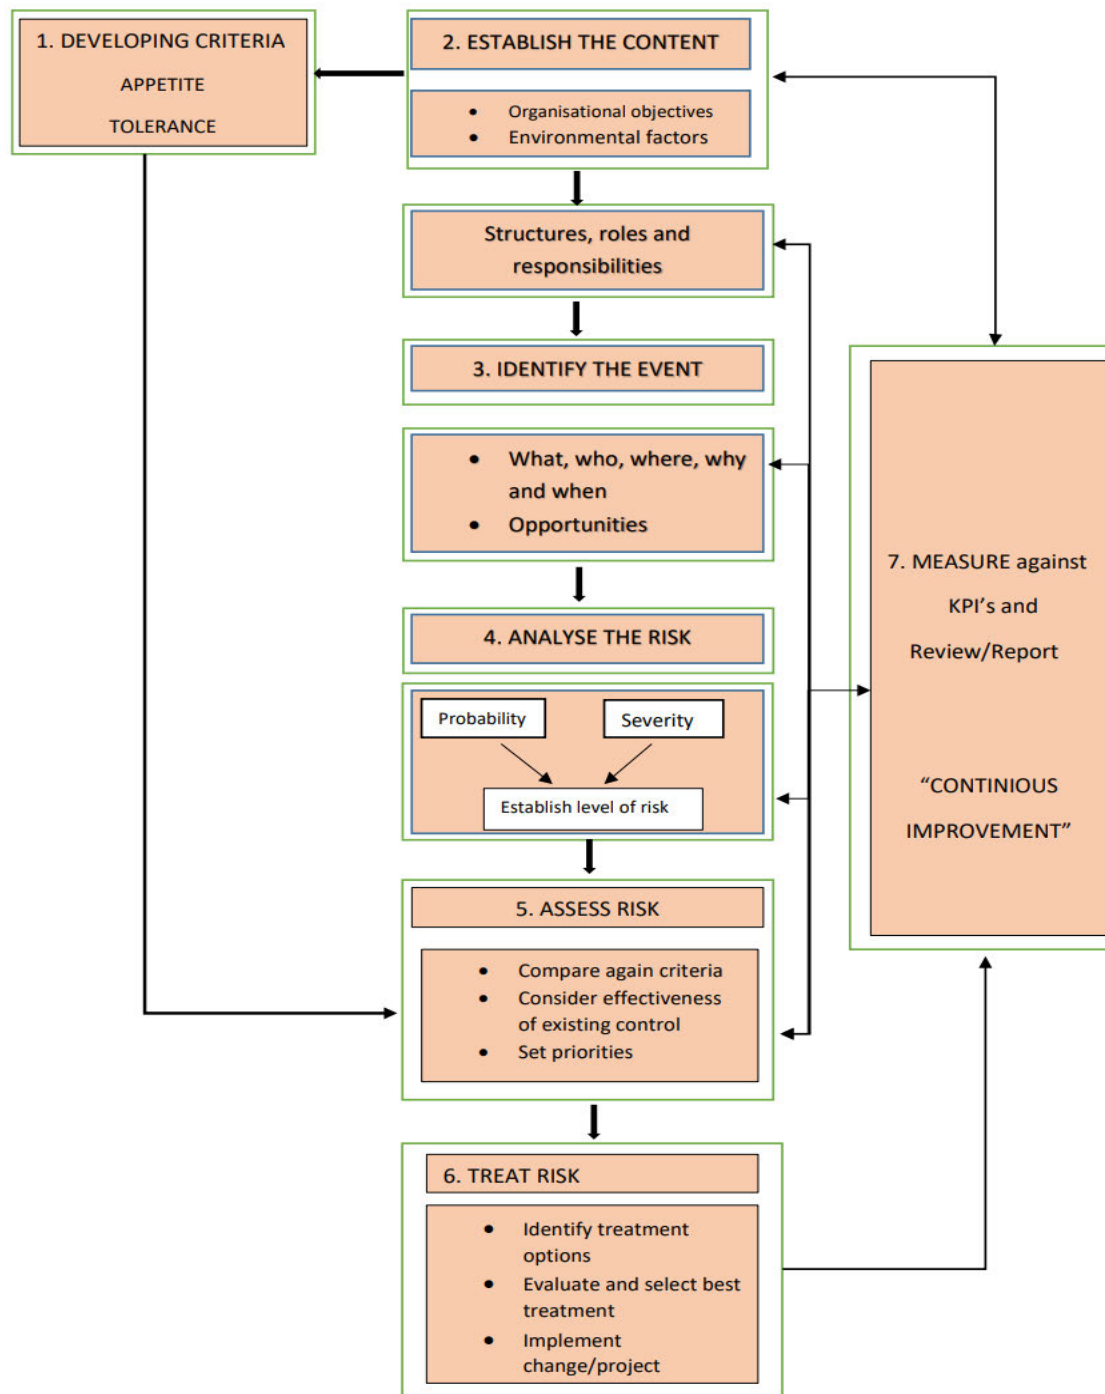 1. DEVELOPING CRITERIA
APPETITE
TOLERANCE
2. ESTABLISH THE CONTENT
• Organisational objectives
• Environmental factors
Structures, roles and
responsibilities
3. IDENTIFY THE EVENT
• What, who, where, why
and when
• Opportunities
4. ANALYSE THE RISK
Probability
Severity
Establish level of risk
5. ASSESS RISK
• Compare again criteria
• Consider effectiveness
of existing control
• Set priorities
6. TREAT RISK
• Identify treatment
options
• Evaluate and select best
treatment
• Implement
change/project
7. MEASURE against
KPI’s and
Review/Report
“CONTINIOUS
IMPROVEMENT”